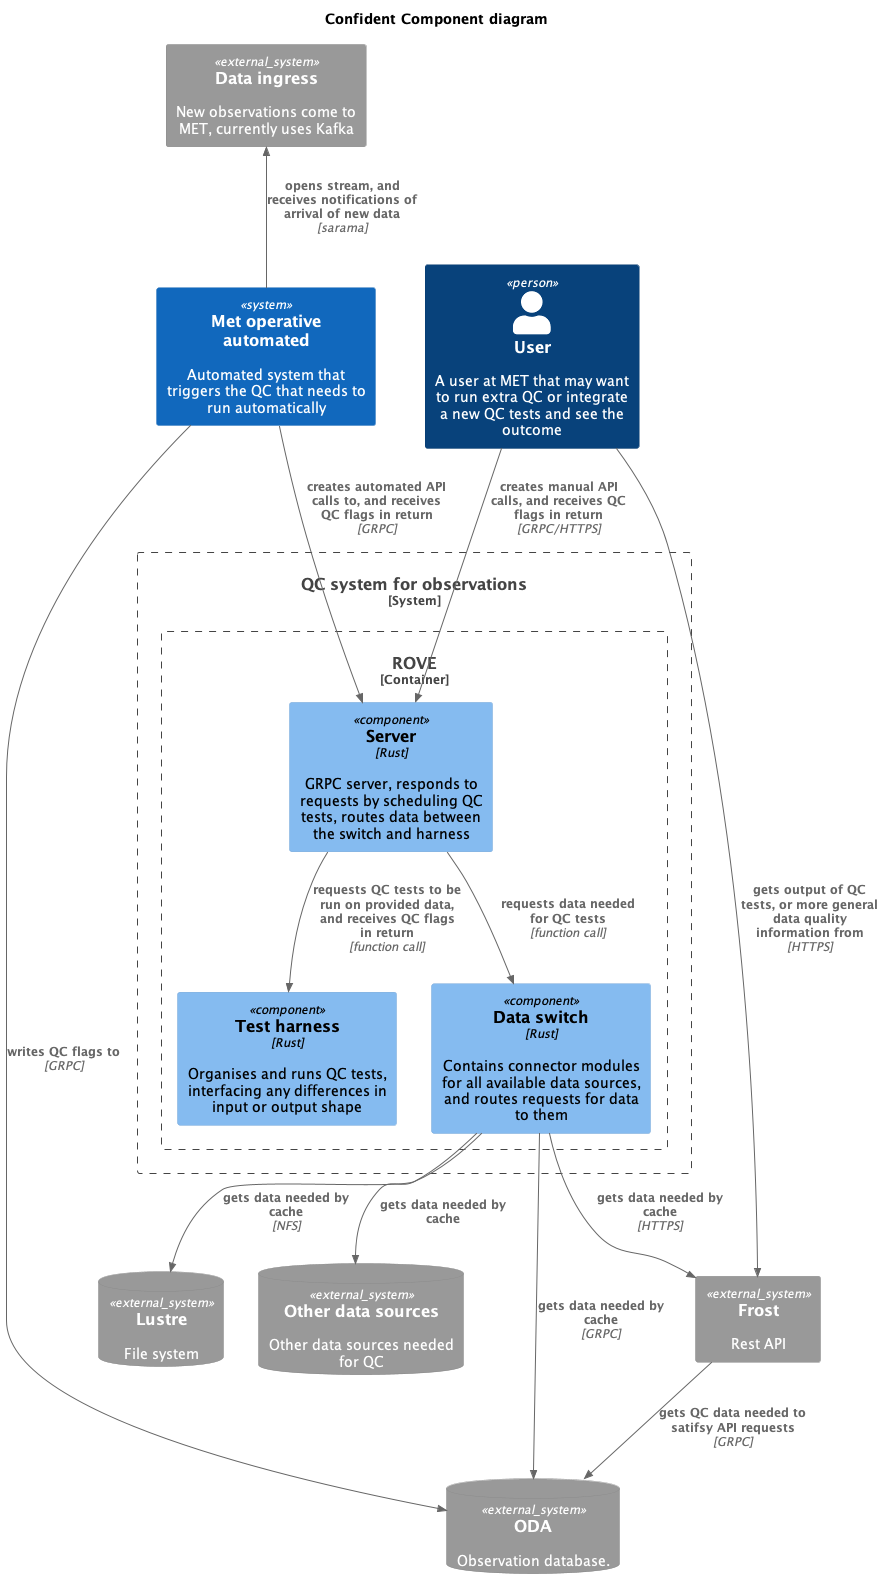 Confident Component diagram
«external_system»
Data ingress
New observations come to
MET, currently uses Kafka
opens stream, and
receives notifications of
arrival of new data
[sarama]
«system»
Met operative
automated
Automated system that
triggers the QC that needs to
run automatically
«person»
User
A user at MET that may want
to run extra QC or integrate
a new QC tests and see the
outcome
creates automated API
calls to, and receives
QC flags in return
[GRPC]
creates manual API
calls, and receives QC
flags in return
[GRPC/HTTPS]
QC system for observations
[System]
ROVE
[Container]
«component»
Server
[Rust]
GRPC server, responds to
requests by scheduling QC
tests, routes data between
the switch and harness
requests QC tests to be
run on provided data,
and receives QC flags
in return
[function call]
requests data needed
for QC tests
[function call]
gets output of QC
tests, or more general
data quality
information from
[HTTPS]
«component»
Test harness
[Rust]
Organises and runs QC tests,
interfacing any differences in
input or output shape
«component»
Data switch
[Rust]
Contains connector modules
for all available data sources,
and routes requests for data
to them
writes QC flags to
[GRPC]
gets data needed by
cache
[NFS]
gets data needed by
cache
gets data needed by
cache
[HTTPS]
«external_system»
Lustre
File system
«external_system»
Other data sources
Other data sources needed
for QC
gets data needed by
cache
[GRPC]
«external_system»
Frost
Rest API
gets QC data needed to
satifsy API requests
[GRPC]
«external_system»
ODA
Observation database.